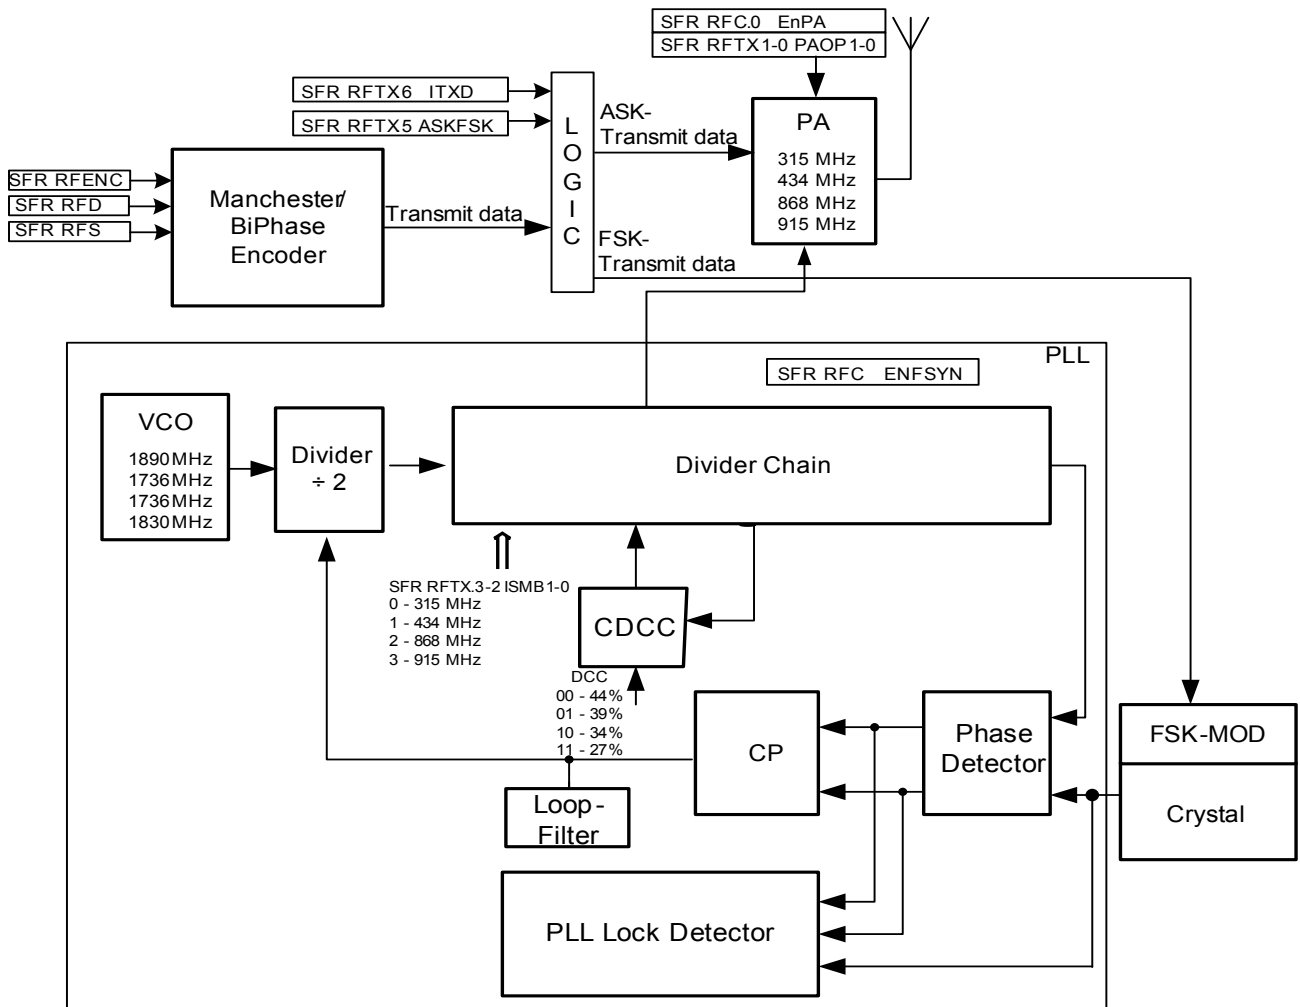 SFR RFC.0 EnPA
SFR RFTX1-0 PAOP1-0
SFR RFTX6 ITXD
SFR RFTX5 ASKFSK
LOGIC
ASK-
Transmit data
PA
315 MHz
434 MHz
868 MHz
915 MHz
SFR RFENC
SFR RFD
SFR RFS
Manchester/
BiPhase
Encoder
Transmit data
FSK-
Transmit data
PLL
SFR RFC ENFSYN
VCO
1890MHz
1736MHz
1736MHz
1830MHz
Divider
÷ 2
Divider Chain
SFR RFTX.3-2 ISMB1-0
0 - 315 MHz
1 - 434 MHz
2 - 868 MHz
3 - 915 MHz
CDCC
DCC
00 - 44%
01 - 39%
10 - 34%
11 - 27%
CP
Phase
Detector
FSK-MOD
Crystal
Loop-
Filter
PLL Lock Detector